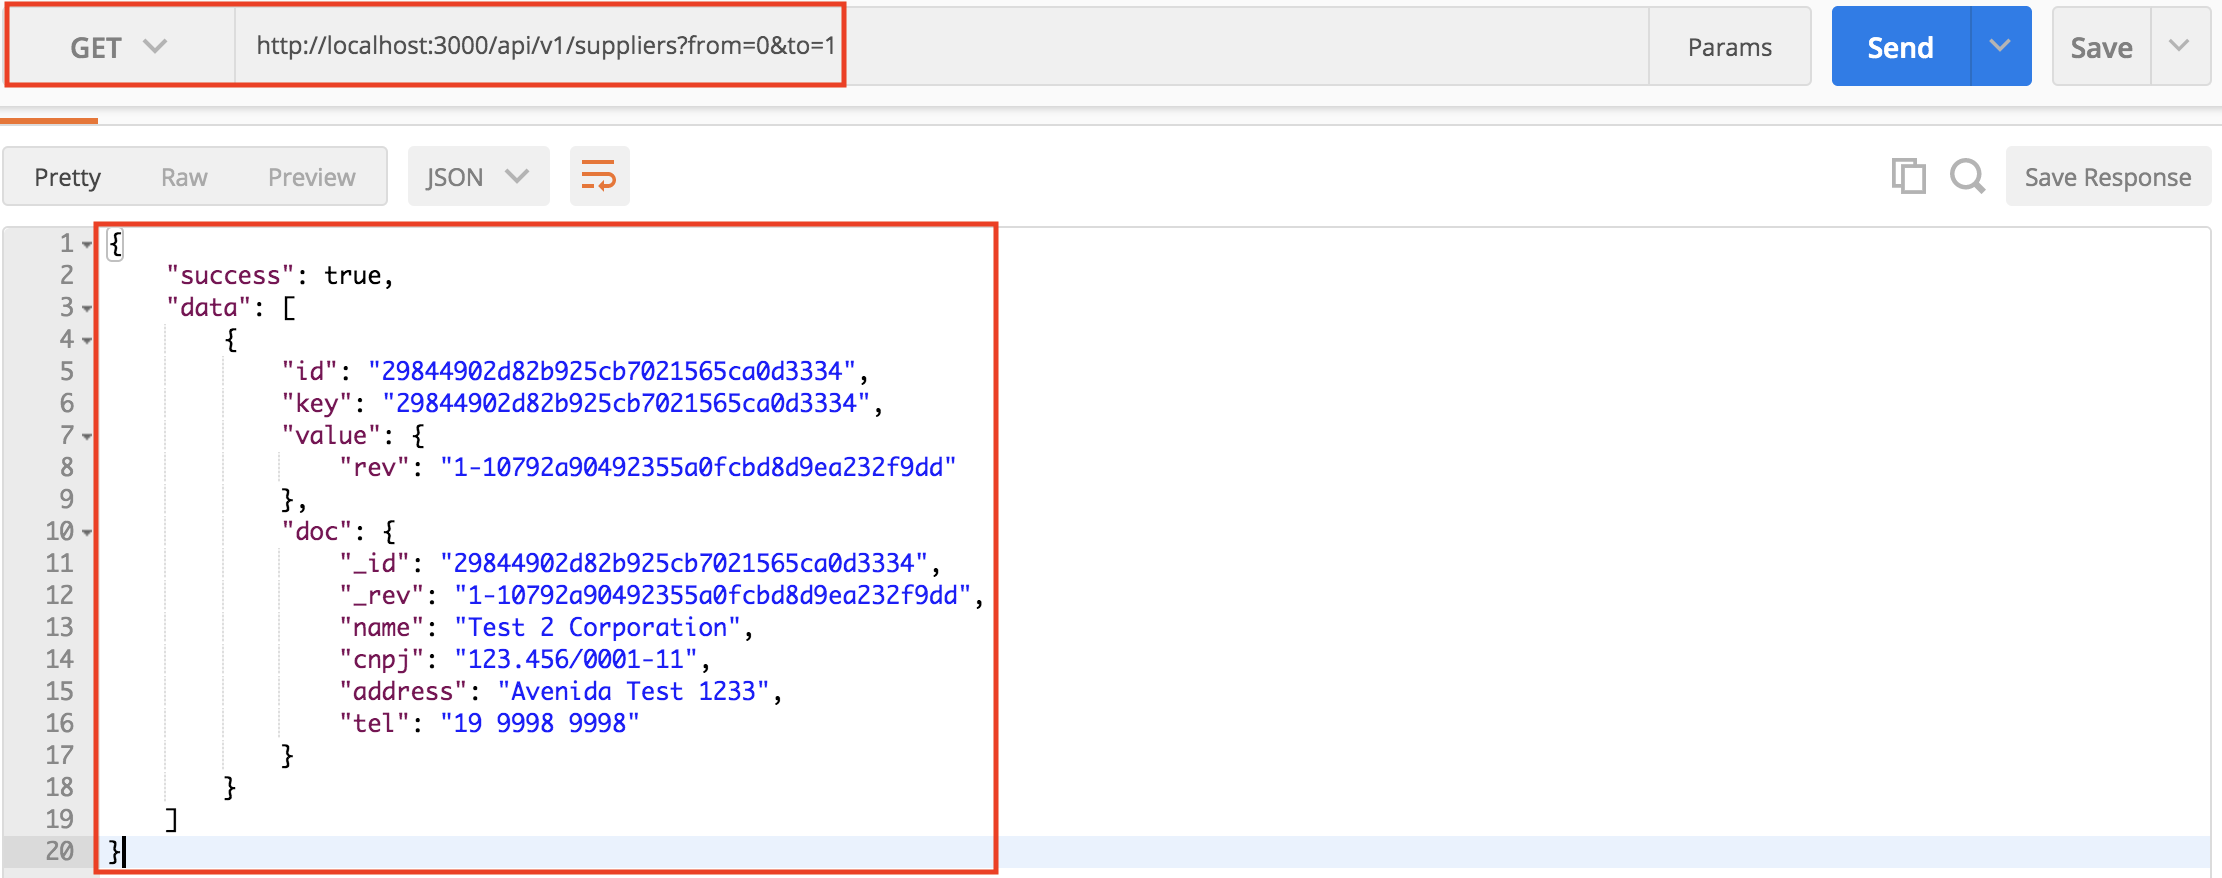 GET http://localhost:3000/api/v1/suppliers?from=0&to=1 Params Send Save
Pretty Raw Preview JSON Save Response
1 {
2 "success": true,
3 "data": [
4 {
5 "id": "29844902d82b925cb7021565ca0d3334",
6 "key": "29844902d82b925cb7021565ca0d3334",
7 "value": {
8 "rev": "1-10792a90492355a0fcbd8d9ea232f9dd"
9 },
10 "doc": {
11 "_id": "29844902d82b925cb7021565ca0d3334",
12 "_rev": "1-10792a90492355a0fcbd8d9ea232f9dd",
13 "name": "Test 2 Corporation",
14 "cnpj": "123.456/0001-11",
15 "address": "Avenida Test 1233",
16 "tel": "19 9998 9998"
17 }
18 }
19 ]
20 }